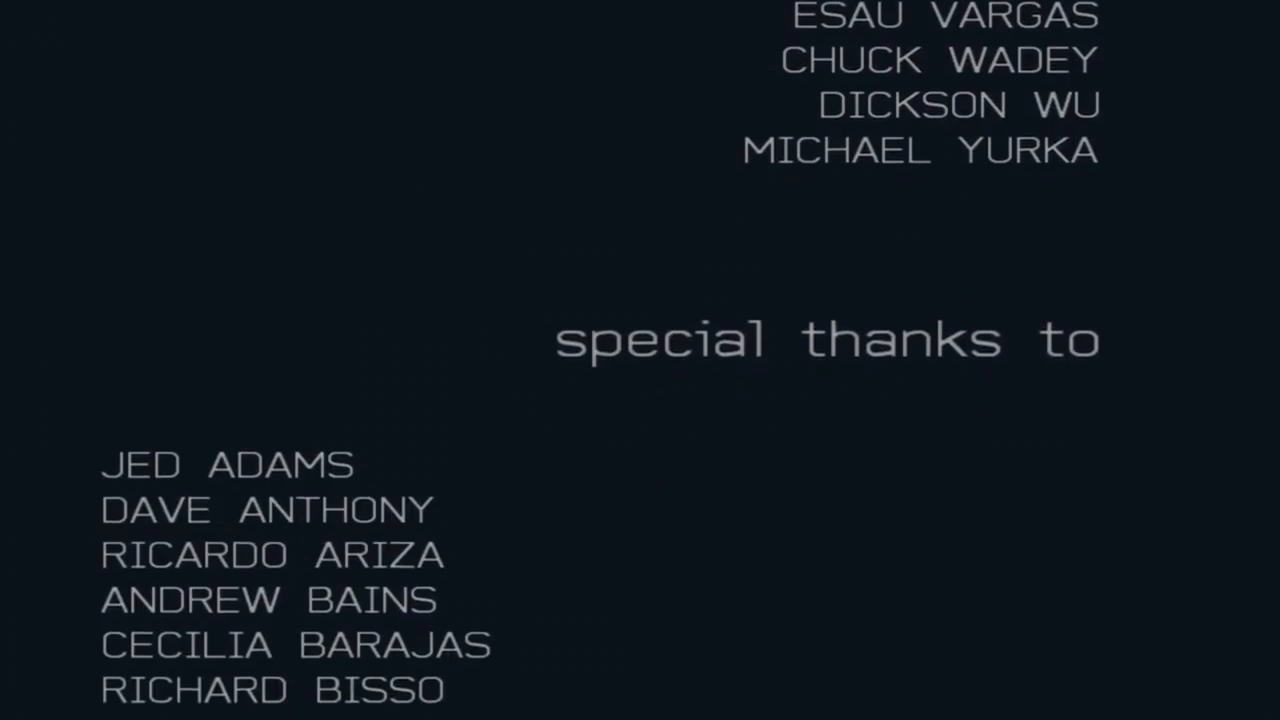 ESAU VARGAS
CHUCK WADEY
DICKSON WU
MICHAEL YURKA
special thanks to
JED ADAMS
DAVE ANTHONY
RICARDO ARIZA
ANDREW BAINS
CECILIA BARAJAS
RICHARD BISSO